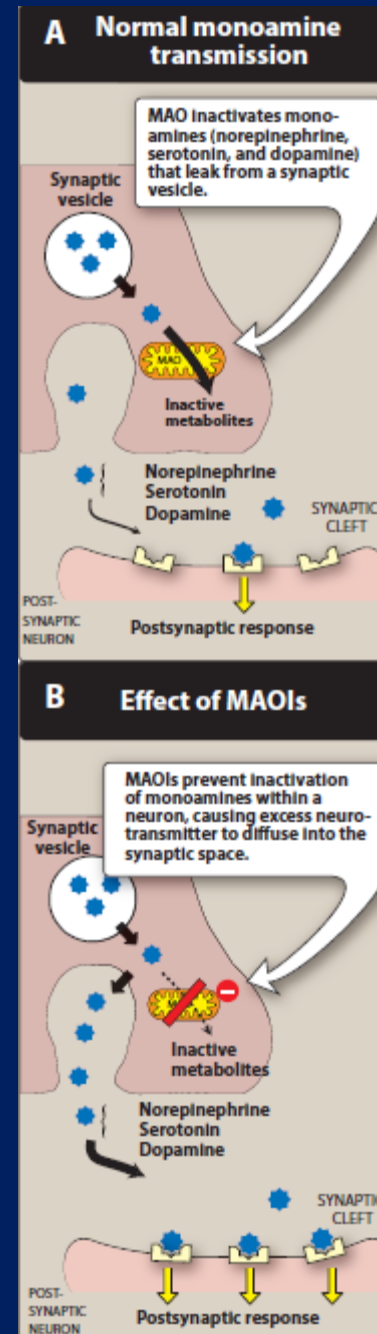 A Normal monoamine
transmission
MAO inactivates mono-
amines (norepinephrine,
serotonin, and dopamine)
that leak from a synaptic
vesicle.
Synaptic
vesicle
MAO
Inactive
metabolites
Norepinephrine
Serotonin
Dopamine
SYNAPTIC
CLEFT
POST-
SYNAPTIC
NEURON
Postsynaptic response
B Effect of MAOIs
MAOIs prevent inactivation
of monoamines within a
neuron, causing excess neuro-
transmitter to diffuse into the
synaptic space.
Synaptic
vesicle
Inactive
metabolites
Norepinephrine
Serotonin
Dopamine
SYNAPTIC
CLEFT
POST-
SYNAPTIC
NEURON
Postsynaptic response